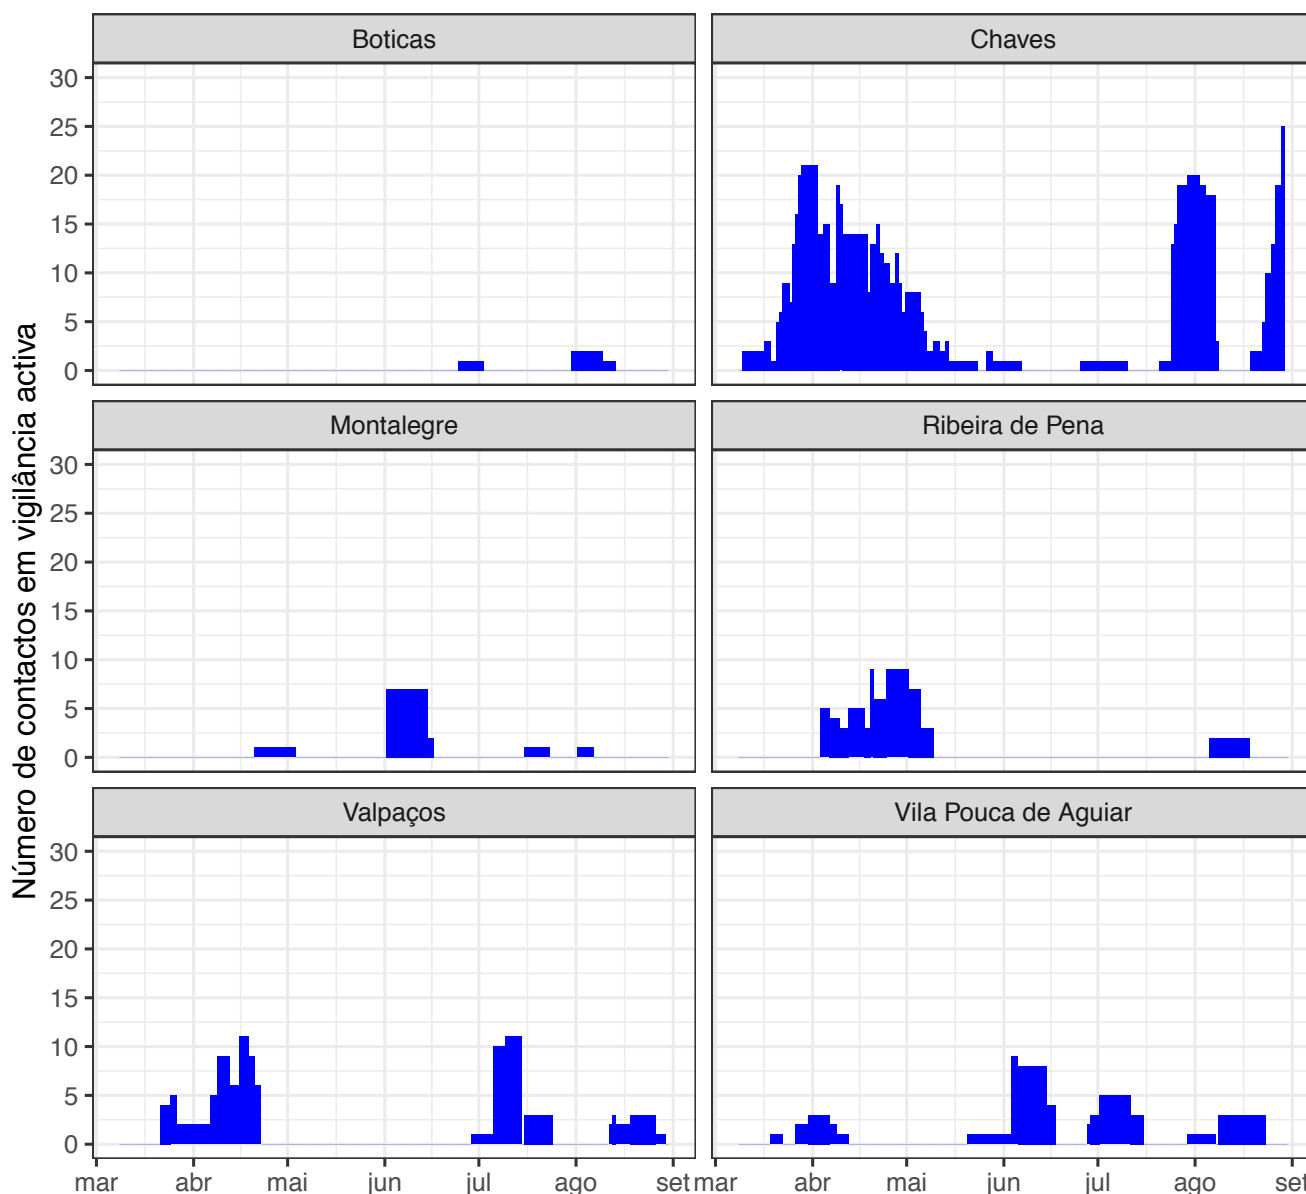 Número de contactos em vigilância activa
Boticas
Chaves
30
25
20
15
10
5
0
Montalegre
Ribeira de Pena
30
25
20
15
10
5
0
Valpaços
Vila Pouca de Aguiar
30
25
20
15
10
5
0
mar abr mai jun jul ago set mar abr mai jun jul ago set